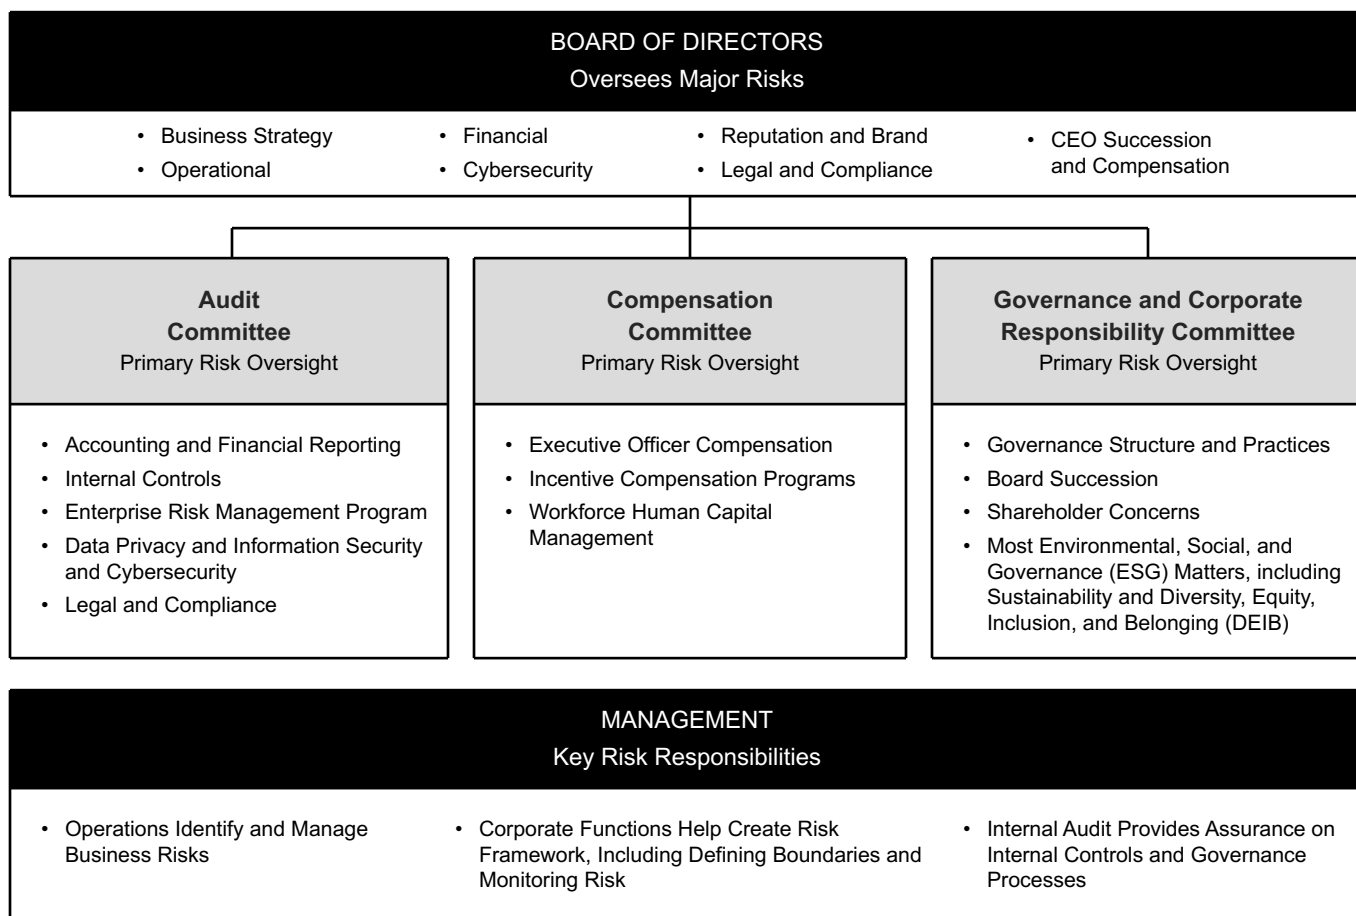 BOARD OF DIRECTORS
Oversees Major Risks
• Business Strategy
• Operational
• Financial
• Cybersecurity
• Reputation and Brand
• Legal and Compliance
• CEO Succession
and Compensation
Audit
Committee
Primary Risk Oversight
• Accounting and Financial Reporting
• Internal Controls
• Enterprise Risk Management Program
• Data Privacy and Information Security
and Cybersecurity
• Legal and Compliance
Compensation
Committee
Primary Risk Oversight
• Executive Officer Compensation
• Incentive Compensation Programs
• Workforce Human Capital
Management
Governance and Corporate
Responsibility Committee
Primary Risk Oversight
• Governance Structure and Practices
• Board Succession
• Shareholder Concerns
• Most Environmental, Social, and
Governance (ESG) Matters, including
Sustainability and Diversity, Equity,
Inclusion, and Belonging (DEIB)
MANAGEMENT
Key Risk Responsibilities
• Operations Identify and Manage
Business Risks
• Corporate Functions Help Create Risk
Framework, Including Defining Boundaries and
Monitoring Risk
• Internal Audit Provides Assurance on
Internal Controls and Governance
Processes